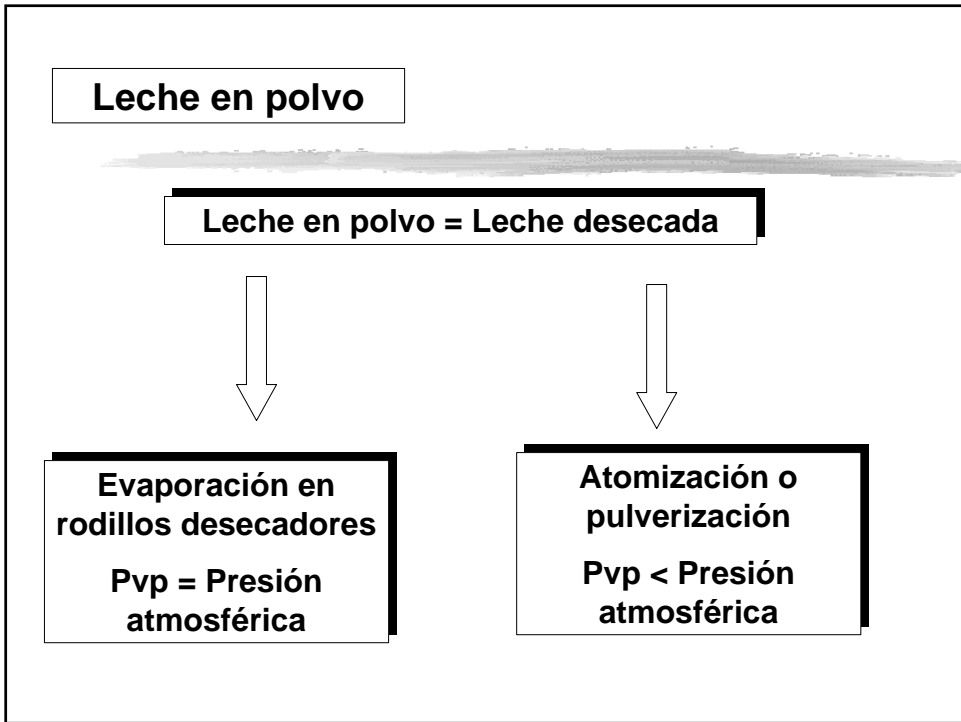 Leche en polvo
Leche en polvo = Leche desecada
Evaporación en
rodillos desecadores
Pvp = Presión
atmosférica
Atomización o
pulverización
Pvp < Presión
atmosférica